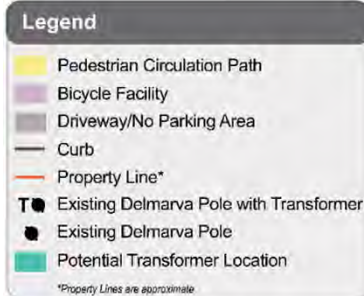 Legend
Pedestrian Circulation Path
Bicycle Facility
Driveway/No Parking Area
Curb
Property Line*
T Existing Delmarva Pole with Transformer
Existing Delmarva Pole
Potential Transformer Location
*Property Lines are approximate